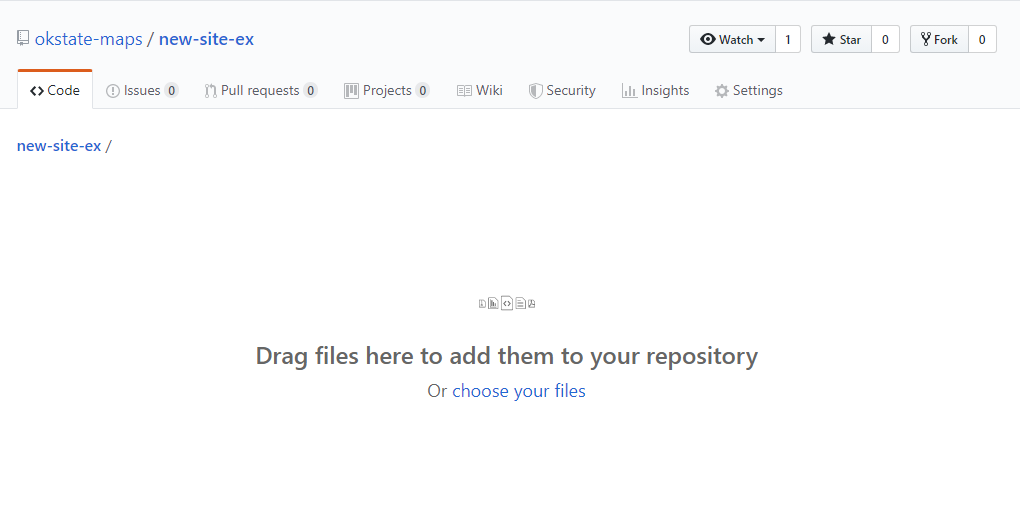 okstate-maps / new-site-ex
Watch 1 Star 0 Fork 0
Code Issues 0 Pull requests 0 Projects 0 Wiki Security Insights Settings
new-site-ex /
Drag files here to add them to your repository
Or choose your files